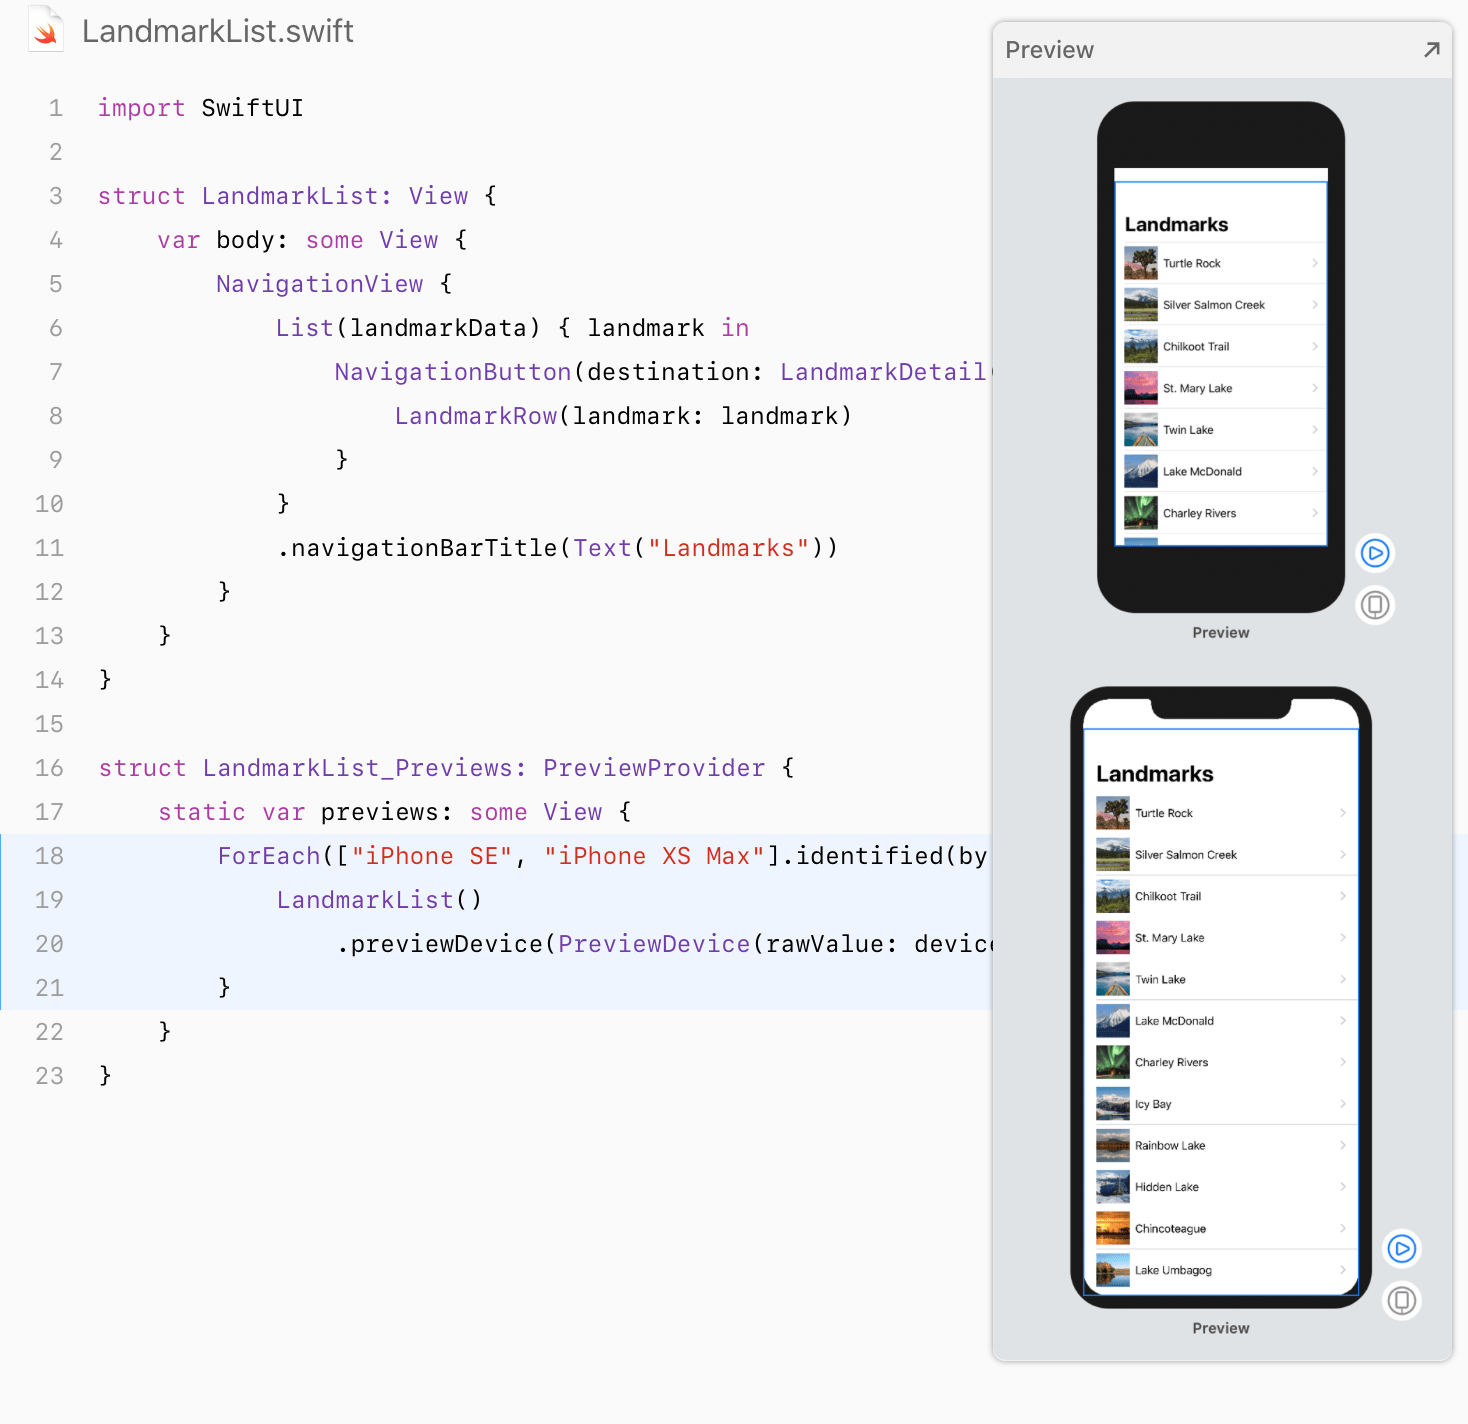 LandmarkList.swift
1 import SwiftUI
2
3 struct LandmarkList: View {
4     var body: some View {
5         NavigationView {
6             List(landmarkData) { landmark in
7                 NavigationButton(destination: LandmarkDetail(
8                     LandmarkRow(landmark: landmark)
9                 }
10             }
11             .navigationBarTitle(Text("Landmarks"))
12         }
13     }
14 }
15
16 struct LandmarkList_Previews: PreviewProvider {
17     static var previews: some View {
18         ForEach(["iPhone SE", "iPhone XS Max"].identified(by
19             LandmarkList()
20                 .previewDevice(PreviewDevice(rawValue: device
21         }
22     }
23 }
Preview
Landmarks
Turtle Rock
Silver Salmon Creek
Chilkoot Trail
St. Mary Lake
Twin Lake
Lake McDonald
Charley Rivers
Preview
Landmarks
Turtle Rock
Silver Salmon Creek
Chilkoot Trail
St. Mary Lake
Twin Lake
Lake McDonald
Charley Rivers
Icy Bay
Rainbow Lake
Hidden Lake
Chincoteague
Lake Umbagog
Preview